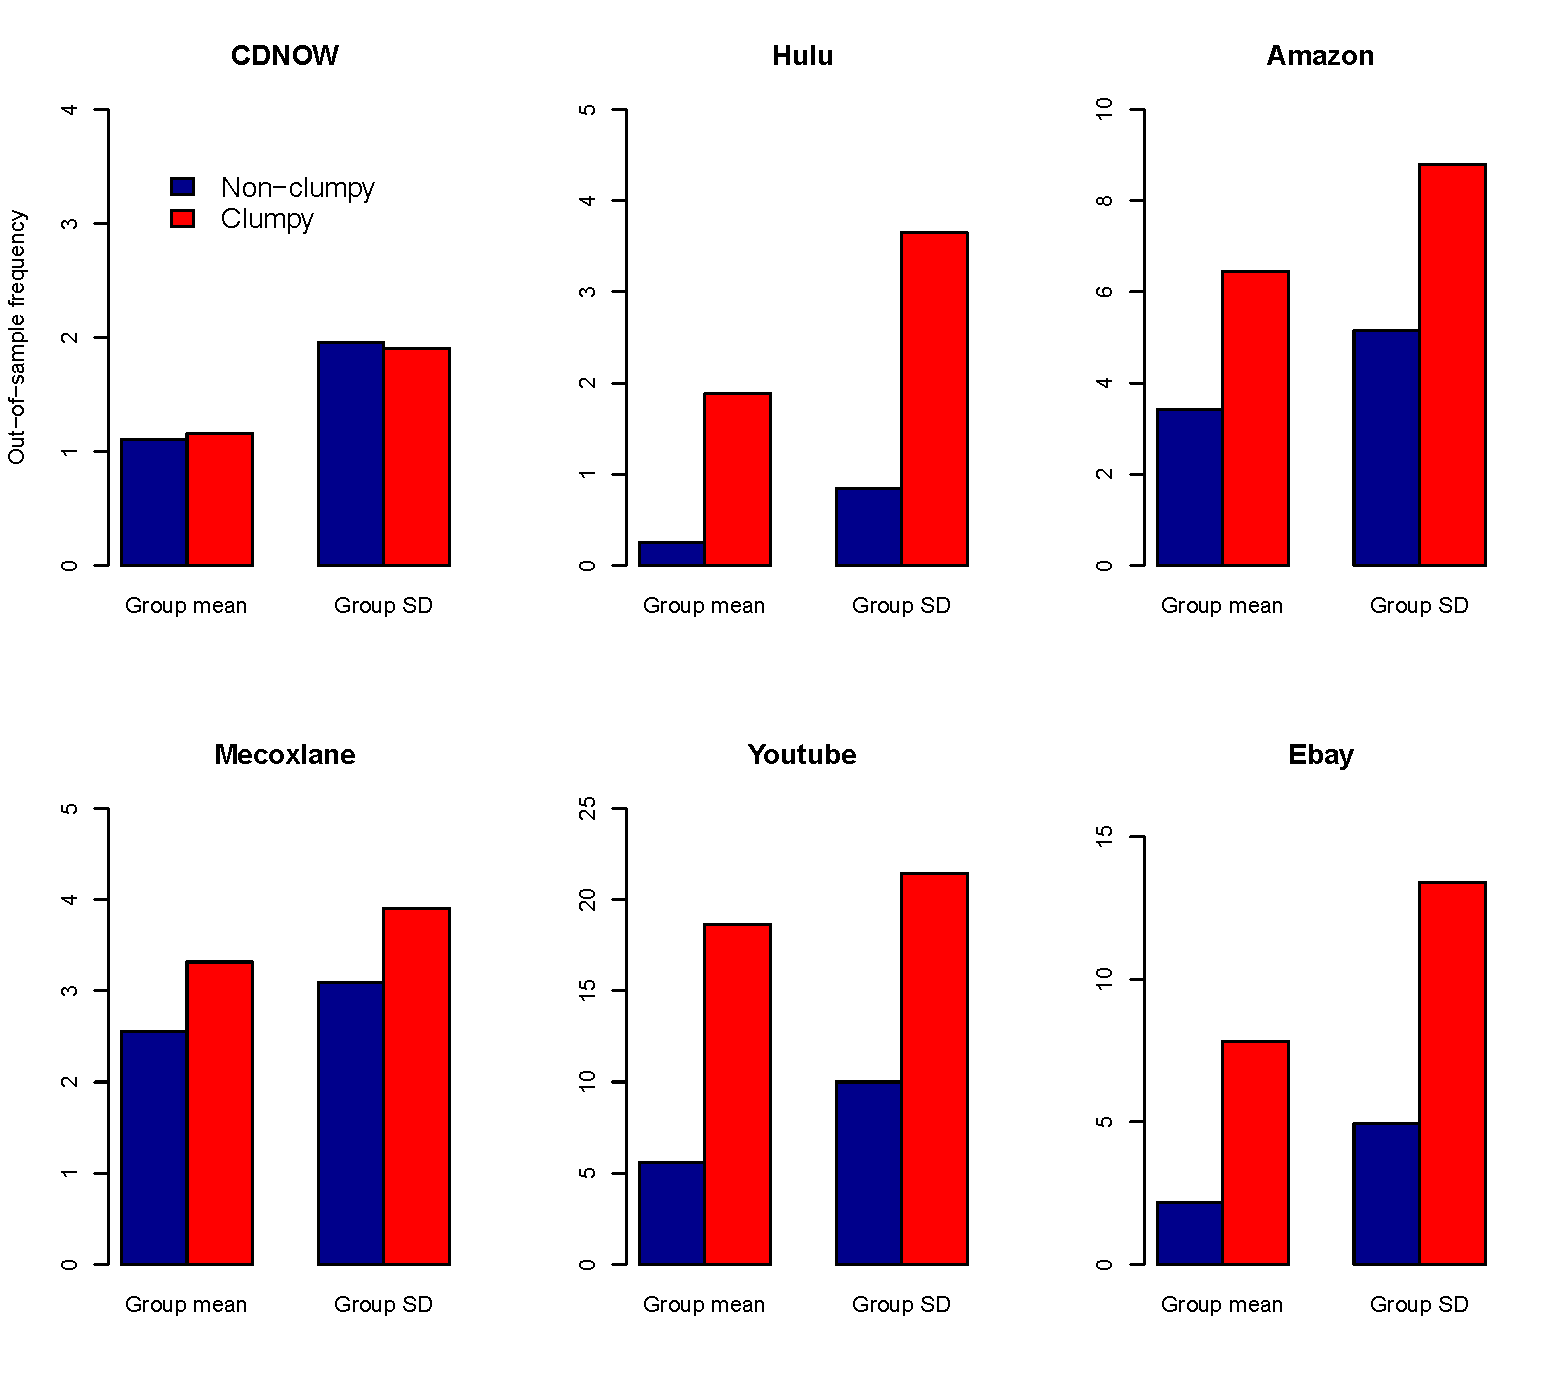 CDNOW
Out-of-sample frequency
0
1
2
3
4
Non-clumpy
Clumpy
Group mean
Group SD
Hulu
0
1
2
3
4
5
Group mean
Group SD
Amazon
0
2
4
6
8
10
Group mean
Group SD
Mecoxlane
0
1
2
3
4
5
Group mean
Group SD
Youtube
0
5
10
15
20
25
Group mean
Group SD
Ebay
0
5
10
15
Group mean
Group SD